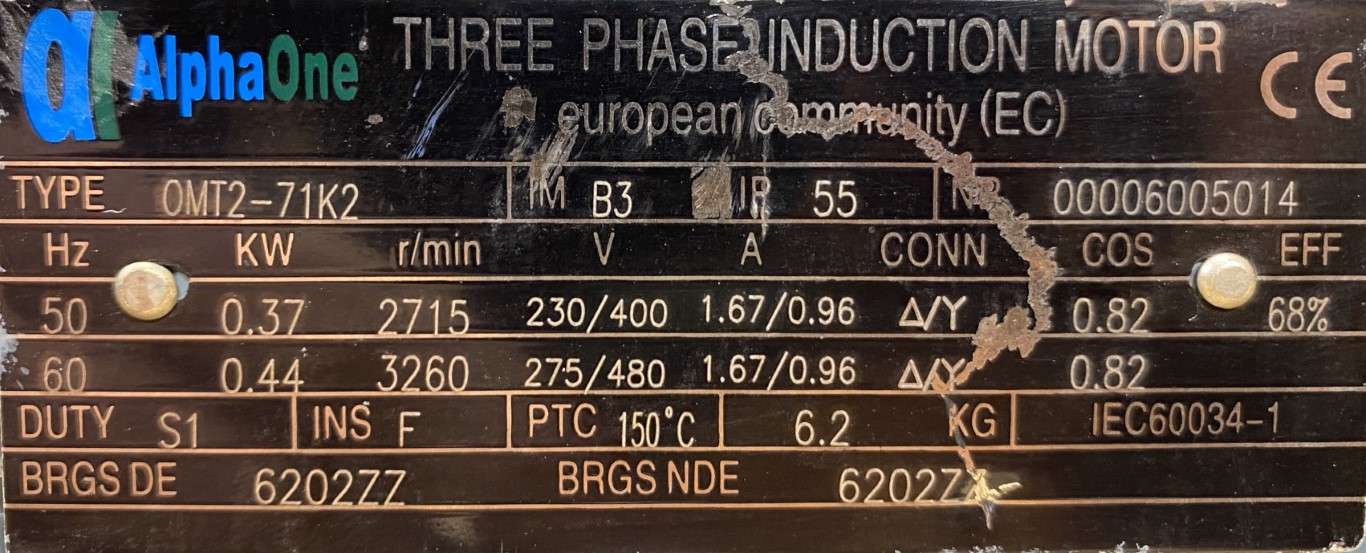 al AlphaOne
THREE PHASE INDUCTION MOTOR
european community (EC)
CE
TYPE 0MT2-71K2 IM B3 IP 55 N° 00006005014
Hz KW r/min V A CONN COS EFF
50 0.37 2715 230/400 1.67/0.96 Δ/Y 0.82 68%
60 0.44 3260 275/480 1.67/0.96 Δ/Y 0.82
DUTY S1 INS F PTC 150°C 6.2 KG IEC60034-1
BRGS DE 6202ZZ BRGS NDE 6202ZZ